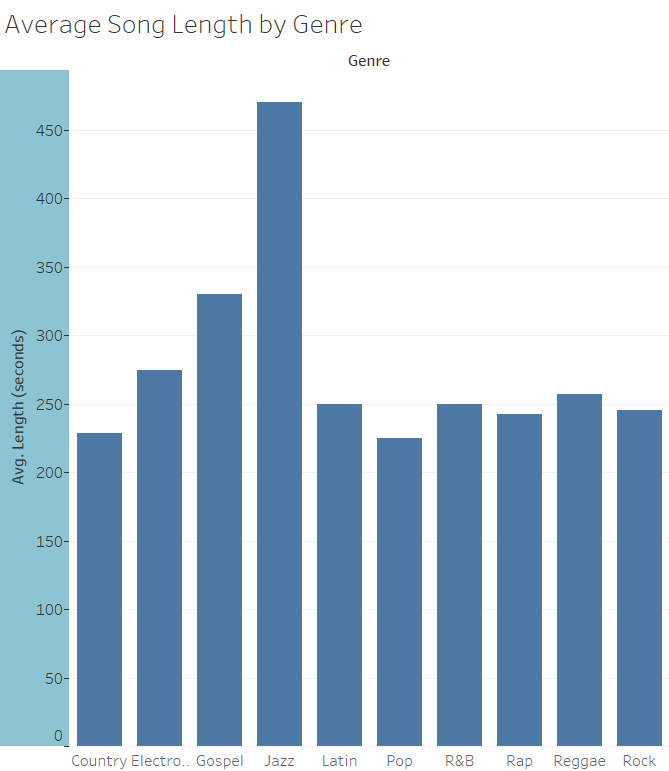 Average Song Length by Genre
Genre
Avg. Length (seconds)
450
400
350
300
250
200
150
100
50
0
Country Electro.. Gospel Jazz Latin Pop R&B Rap Reggae Rock